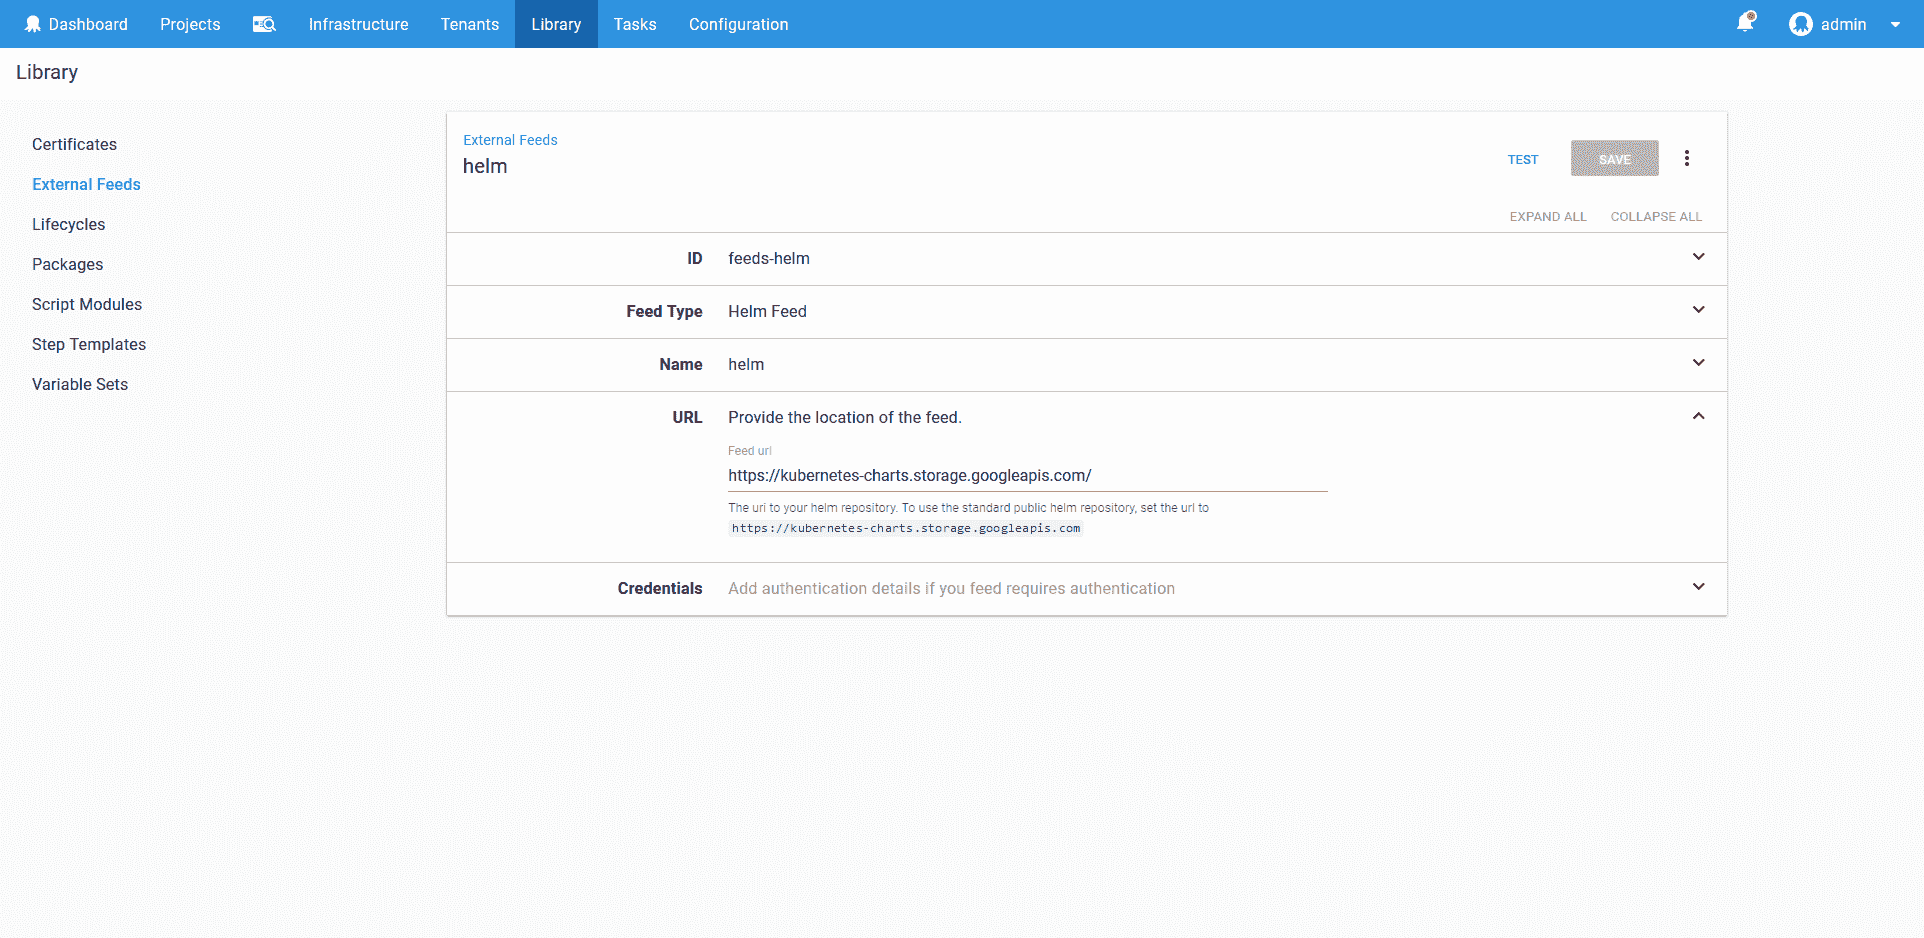 Dashboard Projects Infrastructure Tenants Library Tasks Configuration admin
Library
Certificates
External Feeds
Lifecycles
Packages
Script Modules
Step Templates
Variable Sets
External Feeds
helm
TEST SAVE
EXPAND ALL COLLAPSE ALL
ID feeds-helm
Feed Type Helm Feed
Name helm
URL Provide the location of the feed.
Feed url
https://kubernetes-charts.storage.googleapis.com/
The uri to your helm repository. To use the standard public helm repository, set the url to
https://kubernetes-charts.storage.googleapis.com
Credentials Add authentication details if you feed requires authentication